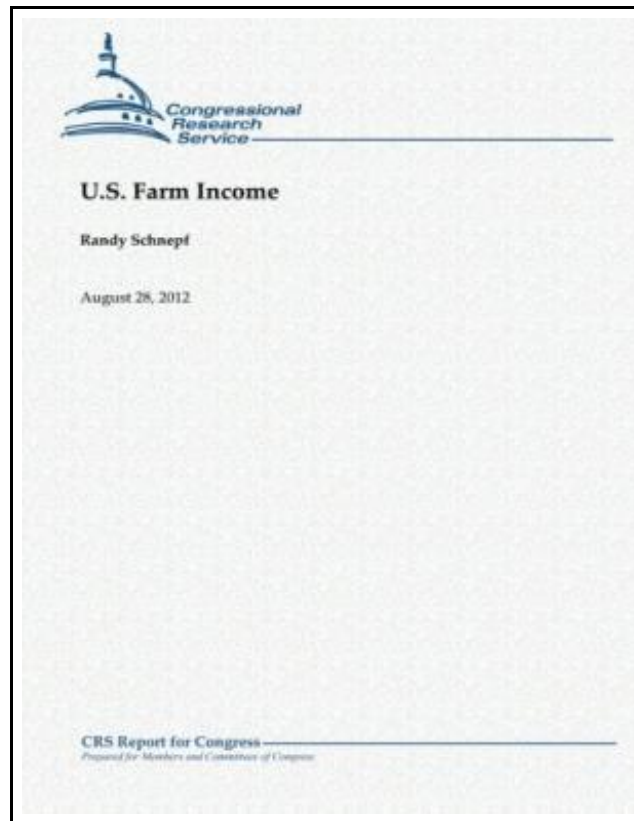 Congressional
Research
Service
U.S. Farm Income
Randy Schnepf
August 28, 2012
CRS Report for Congress
Prepared for Members and Committees of Congress